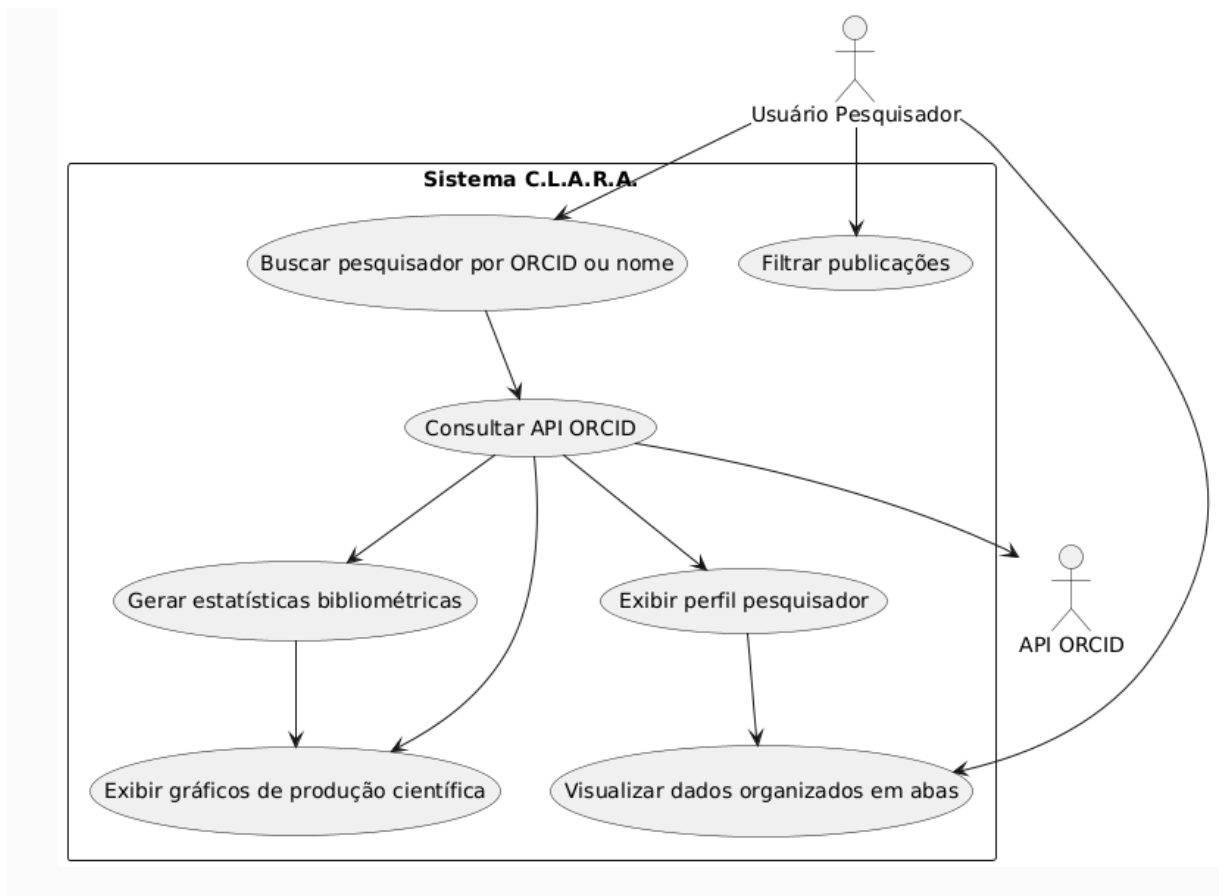 Usuário Pesquisador
Sistema C.L.A.R.A.
Buscar pesquisador por ORCID ou nome
Filtrar publicações
Consultar API ORCID
Gerar estatísticas bibliométricas
Exibir perfil pesquisador
API ORCID
Exibir gráficos de produção científica
Visualizar dados organizados em abas